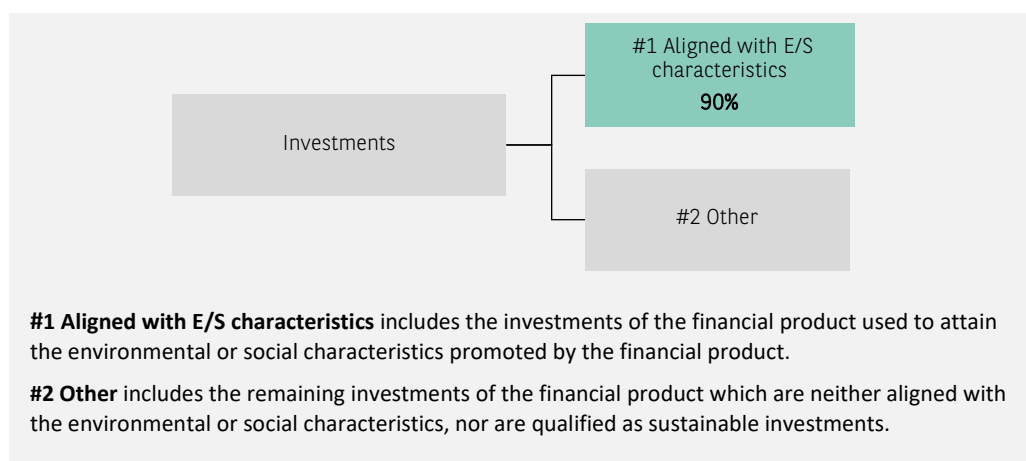 #1 Aligned with E/S
characteristics
90%
Investments
#2 Other
#1 Aligned with E/S characteristics includes the investments of the financial product used to attain
the environmental or social characteristics promoted by the financial product.
#2 Other includes the remaining investments of the financial product which are neither aligned with
the environmental or social characteristics, nor are qualified as sustainable investments.